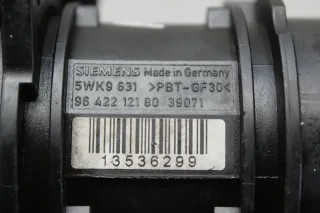 SIEMENS Made in Germany
5WK9 631 >PBT-GF30<
96 422 121 80 39071
13536299